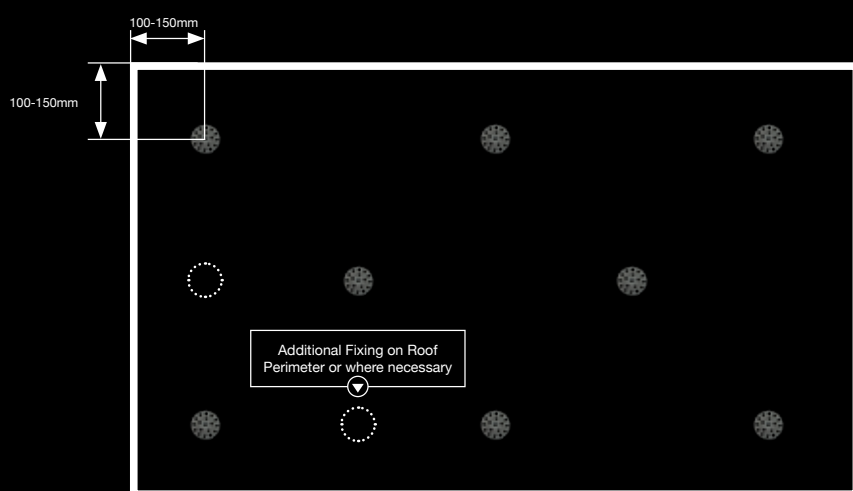 100-150mm
100-150mm
Additional Fixing on Roof
Perimeter or where necessary